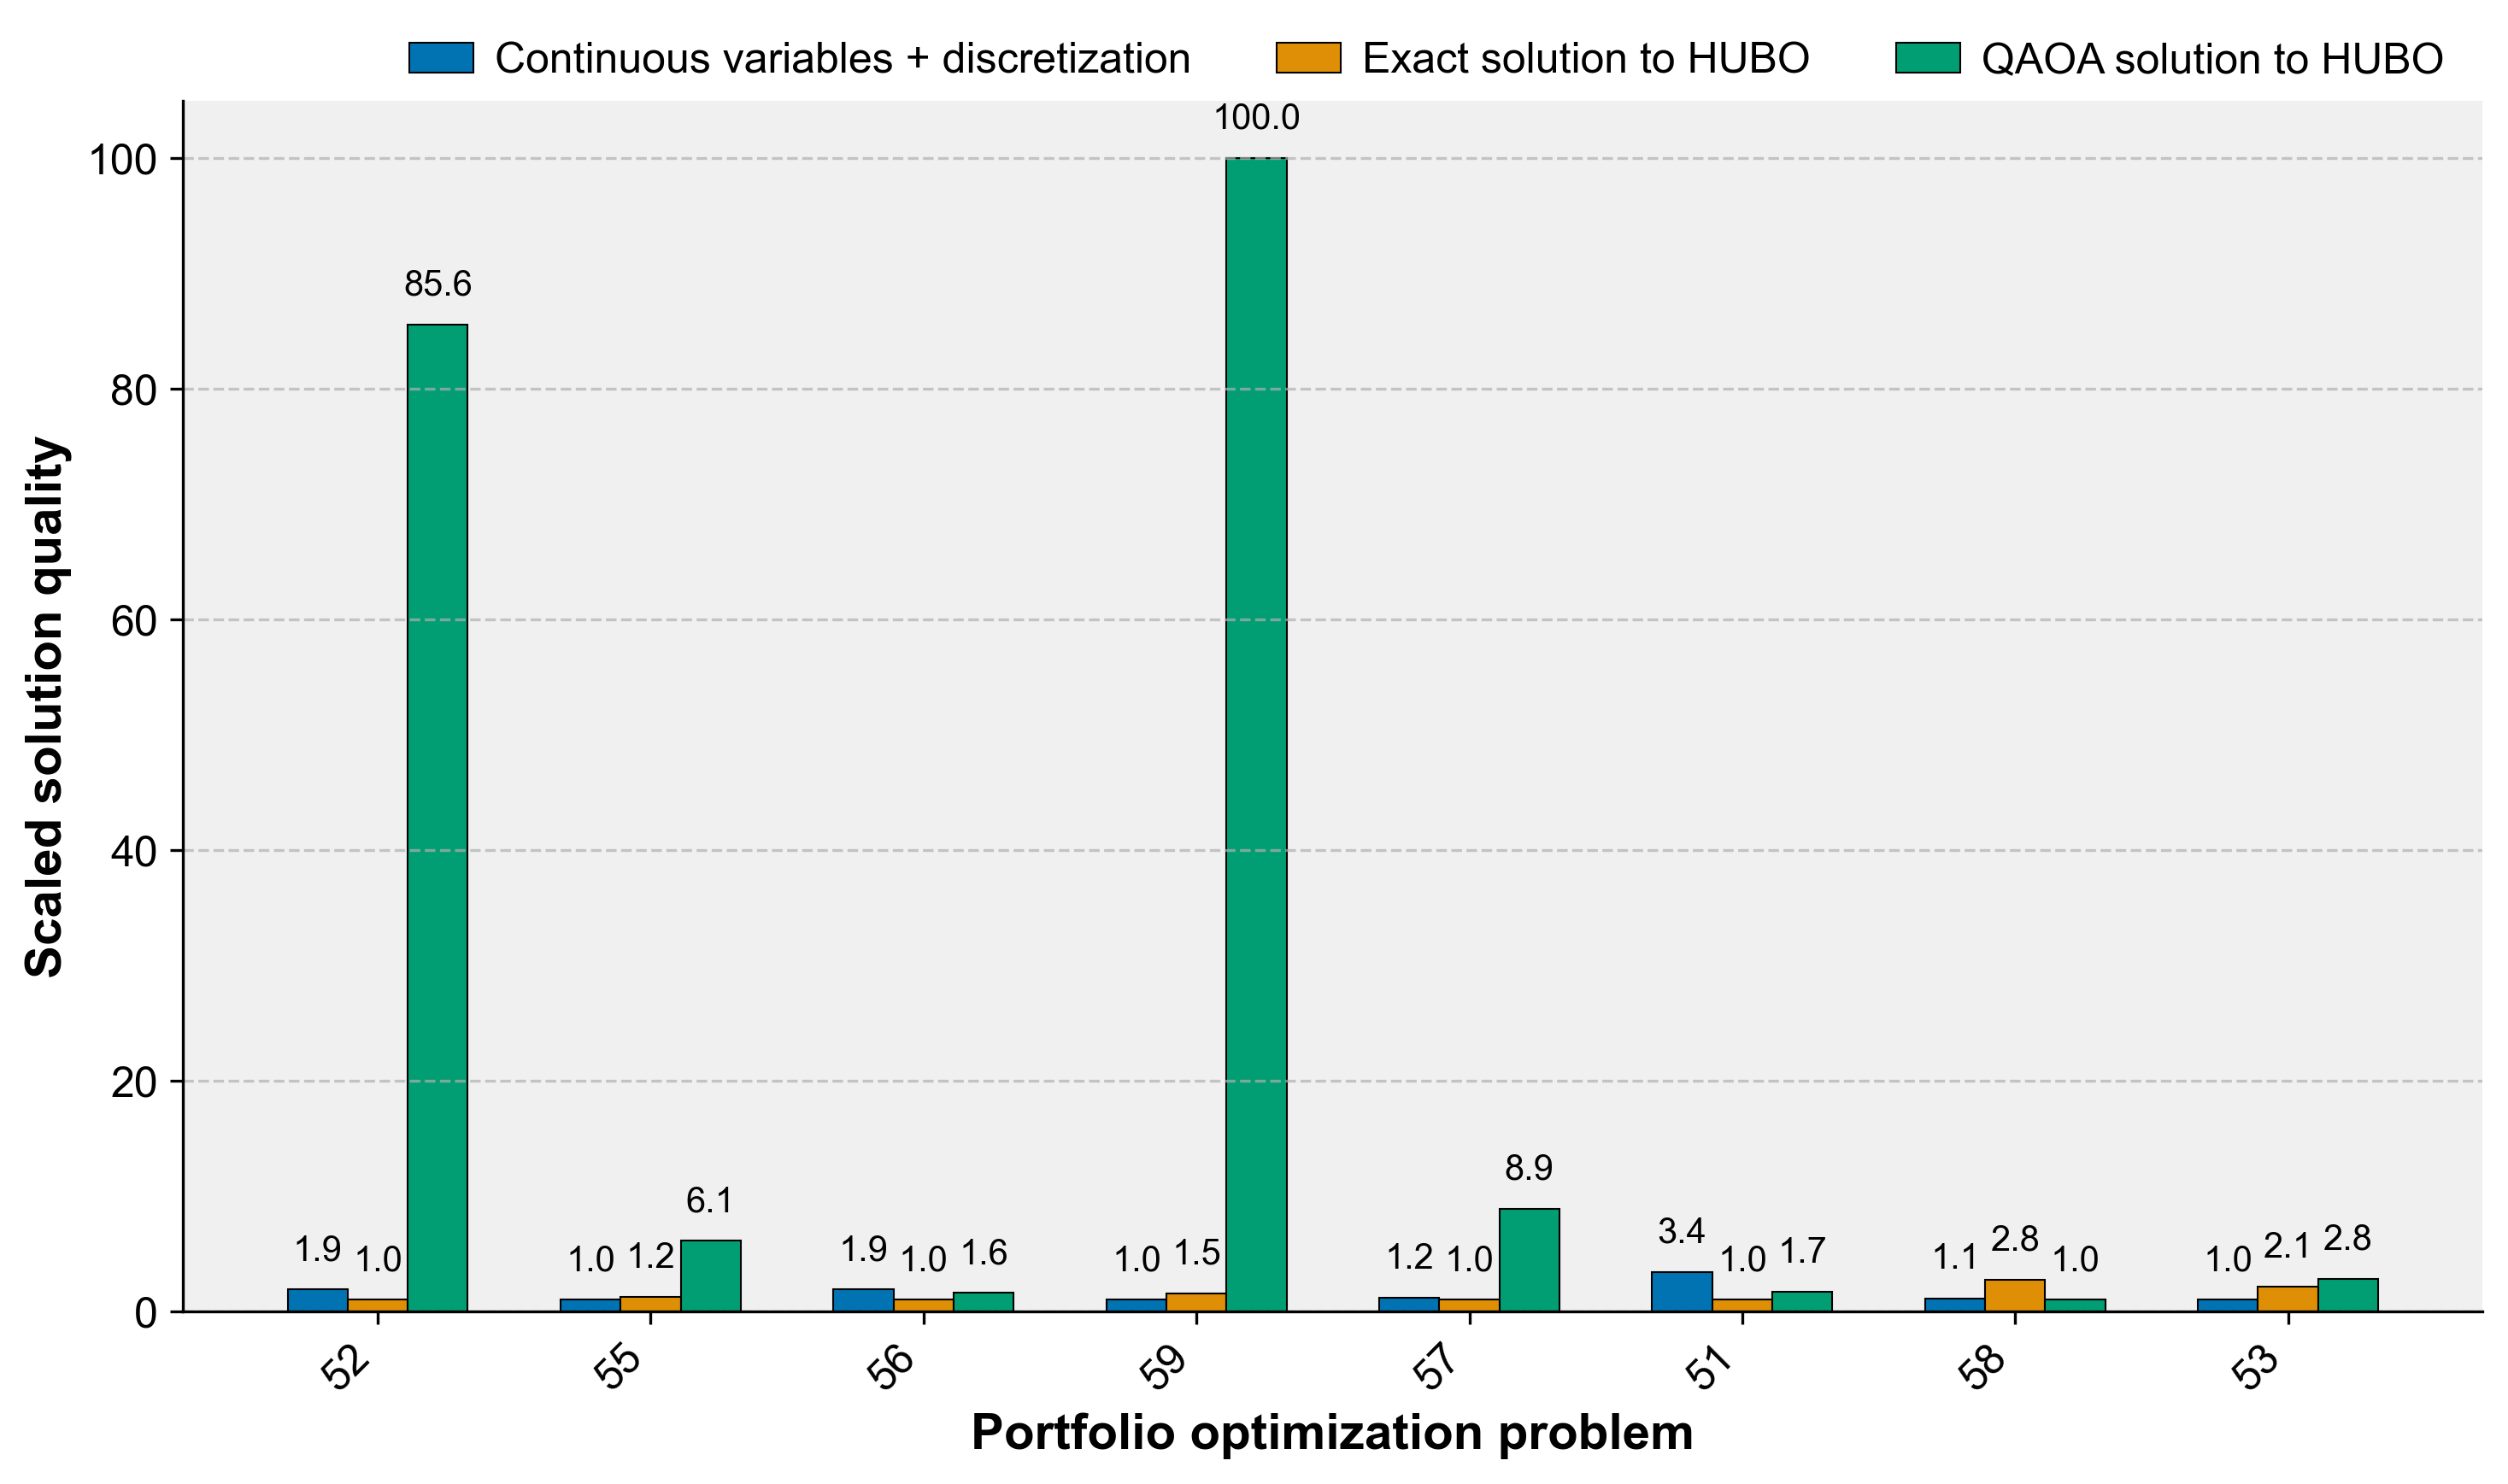 Continuous variables + discretization
Exact solution to HUBO
QAOA solution to HUBO
Scaled solution quality
100
80
60
40
20
0
1.9 1.0 85.6
1.0 1.2 6.1
1.9 1.0 1.6
1.0 1.5 100.0
1.2 1.0 8.9
3.4 1.0 1.7
1.1 2.8 1.0
1.0 2.1 2.8
52 55 56 59 57 51 58 53
Portfolio optimization problem